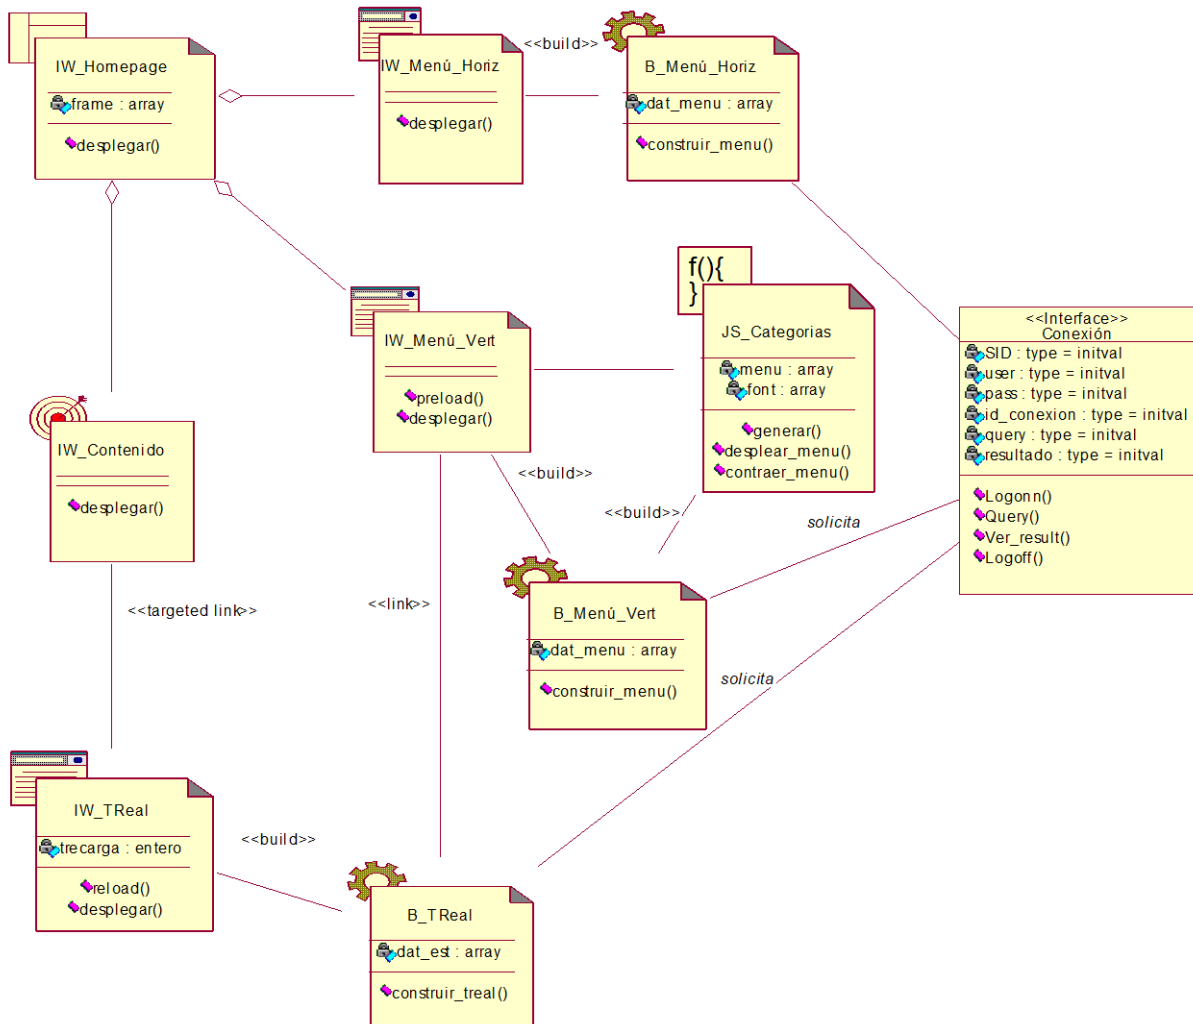 IW_Homepage
frame : array
desplegar()
IW_Menú_Horiz
desplegar()
<<build>>
B_Menú_Horiz
dat_menu : array
construir_menu()
IW_Menú_Vert
preload()
desplegar()
f(){
}
JS_Categorias
menu : array
font : array
generar()
desplear_menu()
contraer_menu()
<<Interface>>
Conexión
SID : type = initval
user : type = initval
pass : type = initval
id_conexion : type = initval
query : type = initval
resultado : type = initval
Logonn()
Query()
Ver_result()
Logoff()
IW_Contenido
desplegar()
<<build>>
<<build>>
solicita
<<targeted link>>
<<link>>
B_Menú_Vert
dat_menu : array
construir_menu()
solicita
IW_TReal
trecarga : entero
reload()
desplegar()
<<build>>
B_TReal
dat_est : array
construir_treal()